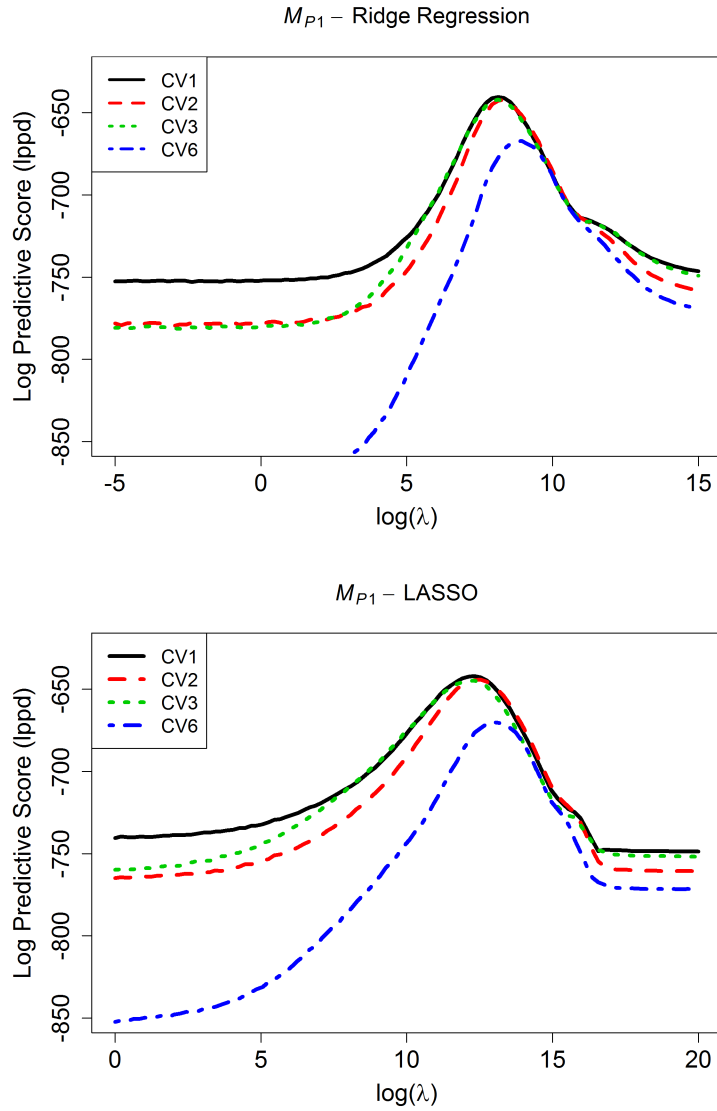 M_P1 – Ridge Regression
CV1
CV2
CV3
CV6
Log Predictive Score (lppd)
-650
-700
-750
-800
-850
-5 0 5 10 15
log(λ)
M_P1 – LASSO
CV1
CV2
CV3
CV6
Log Predictive Score (lppd)
-650
-700
-750
-800
-850
0 5 10 15 20
log(λ)